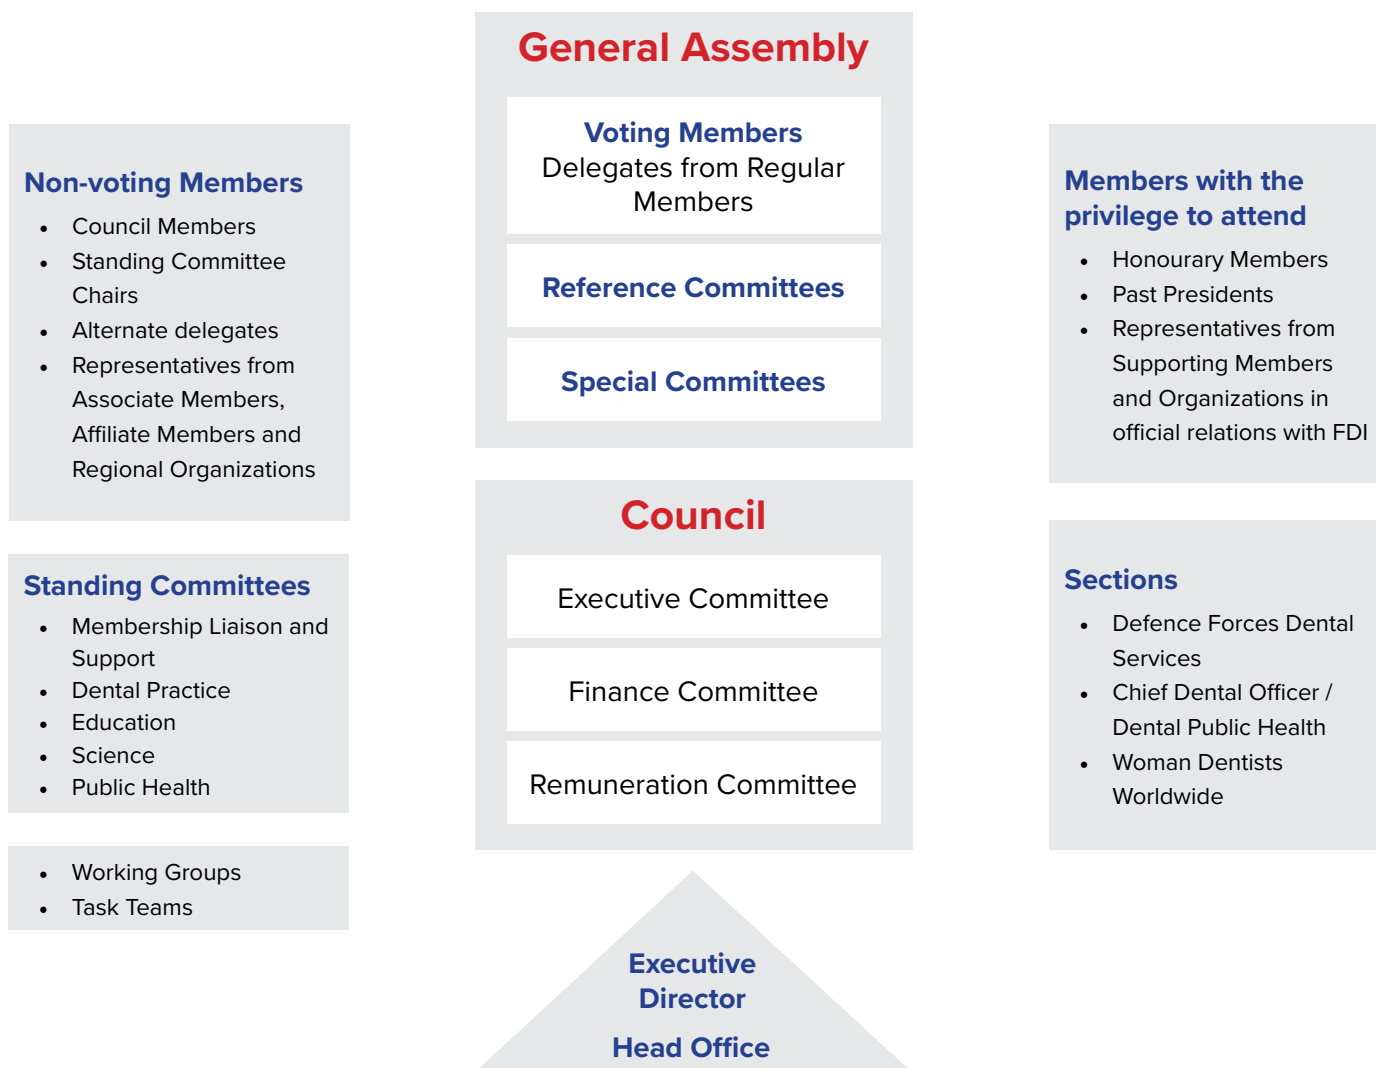 General Assembly
Voting Members
Delegates from Regular
Members
Reference Committees
Special Committees
Non-voting Members
• Council Members
• Standing Committee
Chairs
• Alternate delegates
• Representatives from
Associate Members,
Affiliate Members and
Regional Organizations
Members with the
privilege to attend
• Honourary Members
• Past Presidents
• Representatives from
Supporting Members
and Organizations in
official relations with FDI
Council
Executive Committee
Finance Committee
Remuneration Committee
Standing Committees
• Membership Liaison and
Support
• Dental Practice
• Education
• Science
• Public Health
• Working Groups
• Task Teams
Sections
• Defence Forces Dental
Services
• Chief Dental Officer /
Dental Public Health
• Woman Dentists
Worldwide
Executive
Director
Head Office